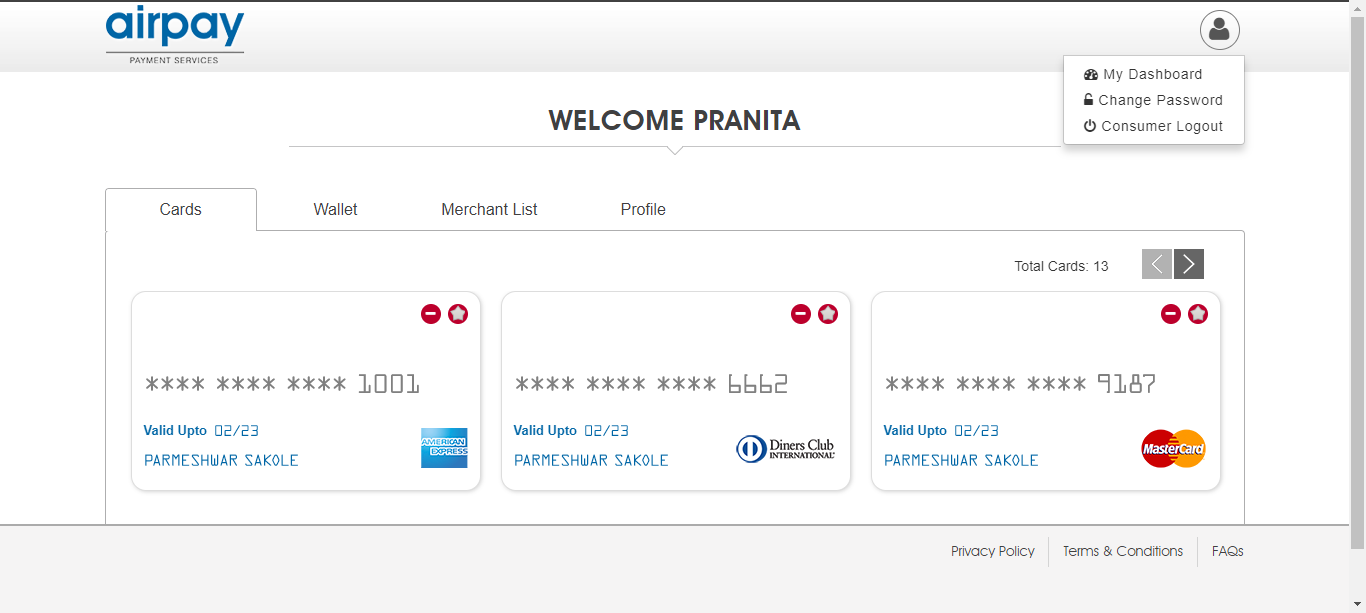 airpay
PAYMENT SERVICES
My Dashboard
Change Password
Consumer Logout
WELCOME PRANITA
Cards Wallet Merchant List Profile
Total Cards: 13
**** **** **** 1001
Valid Upto 02/23
PARMESHWAR SAKOLE
AMERICAN EXPRESS
**** **** **** 6662
Valid Upto 02/23
PARMESHWAR SAKOLE
Diners Club
INTERNATIONAL
**** **** **** 9187
Valid Upto 02/23
PARMESHWAR SAKOLE
MasterCard
Privacy Policy Terms & Conditions FAQs